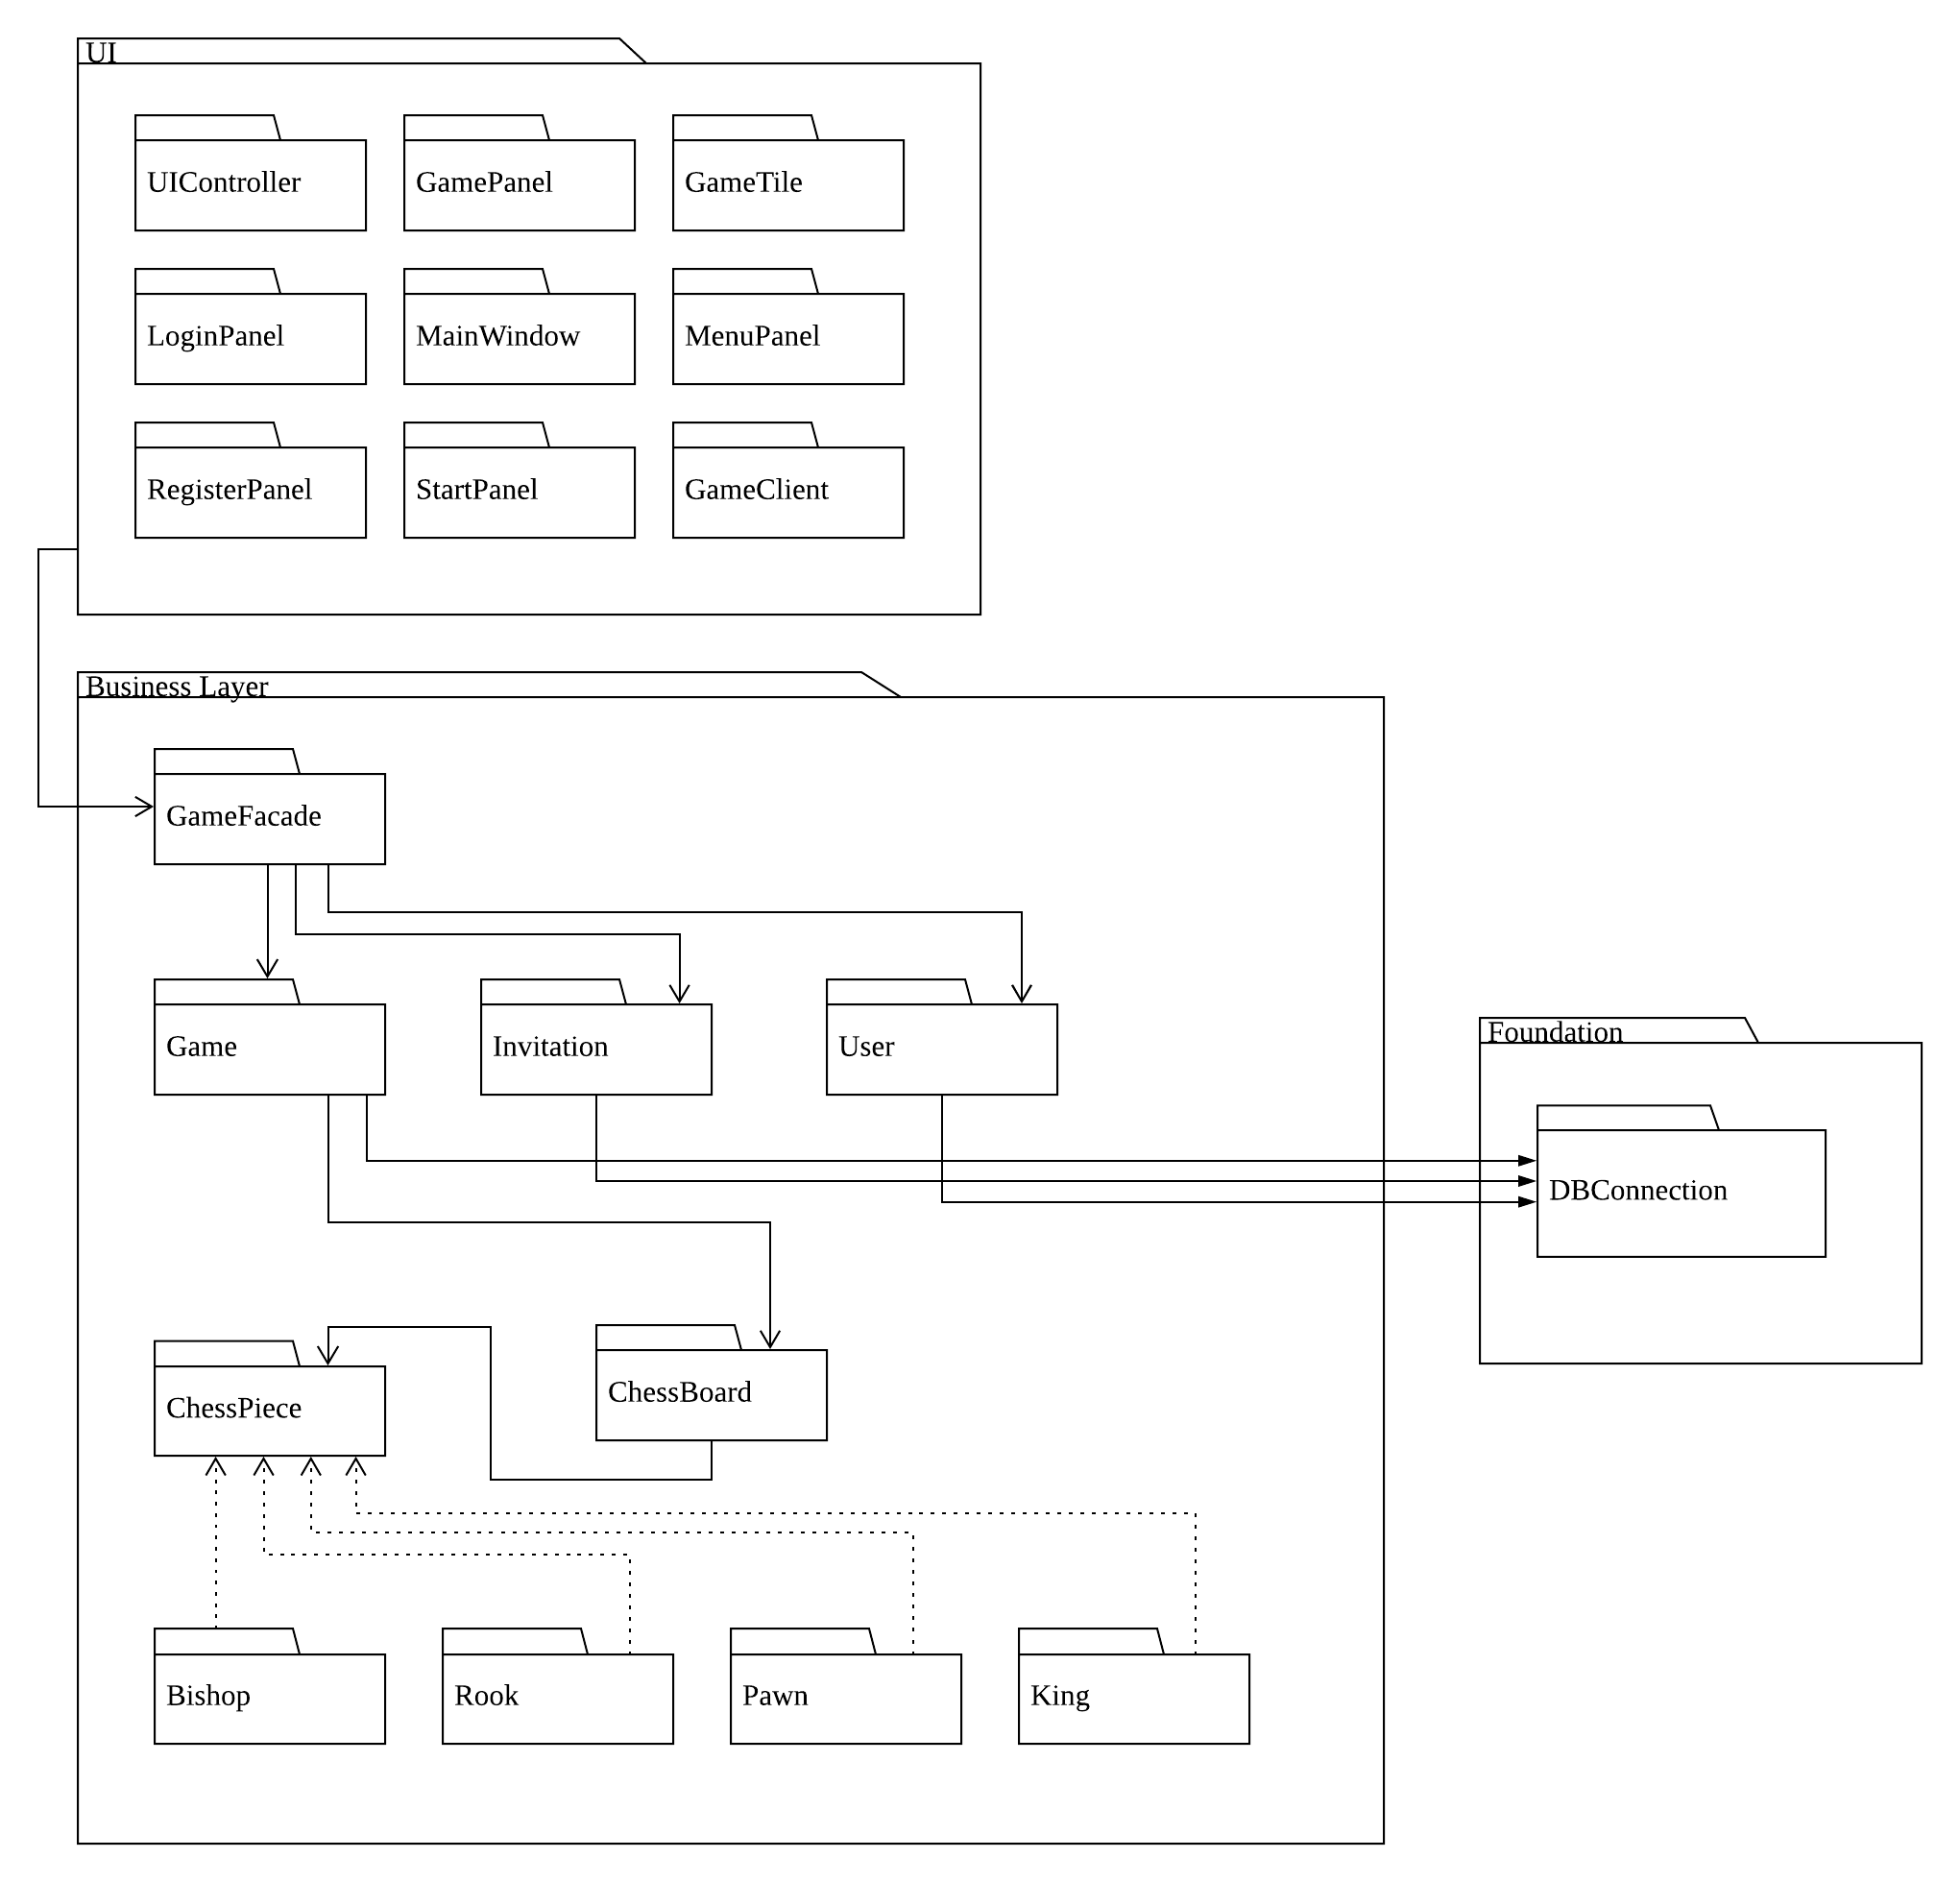 UI
UIController
GamePanel
GameTile
LoginPanel
MainWindow
MenuPanel
RegisterPanel
StartPanel
GameClient
Business Layer
GameFacade
Game
Invitation
User
Foundation
DBConnection
ChessPiece
ChessBoard
Bishop
Rook
Pawn
King